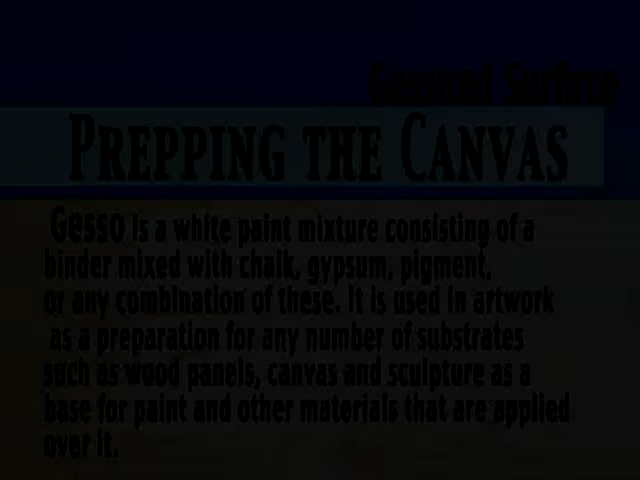 Gessoed Surface
Prepping the Canvas
Gesso is a white paint mixture consisting of a
binder mixed with chalk, gypsum, pigment,
or any combination of these. It is used in artwork
as a preparation for any number of substrates
such as wood panels, canvas and sculpture as a
base for paint and other materials that are applied
over it.